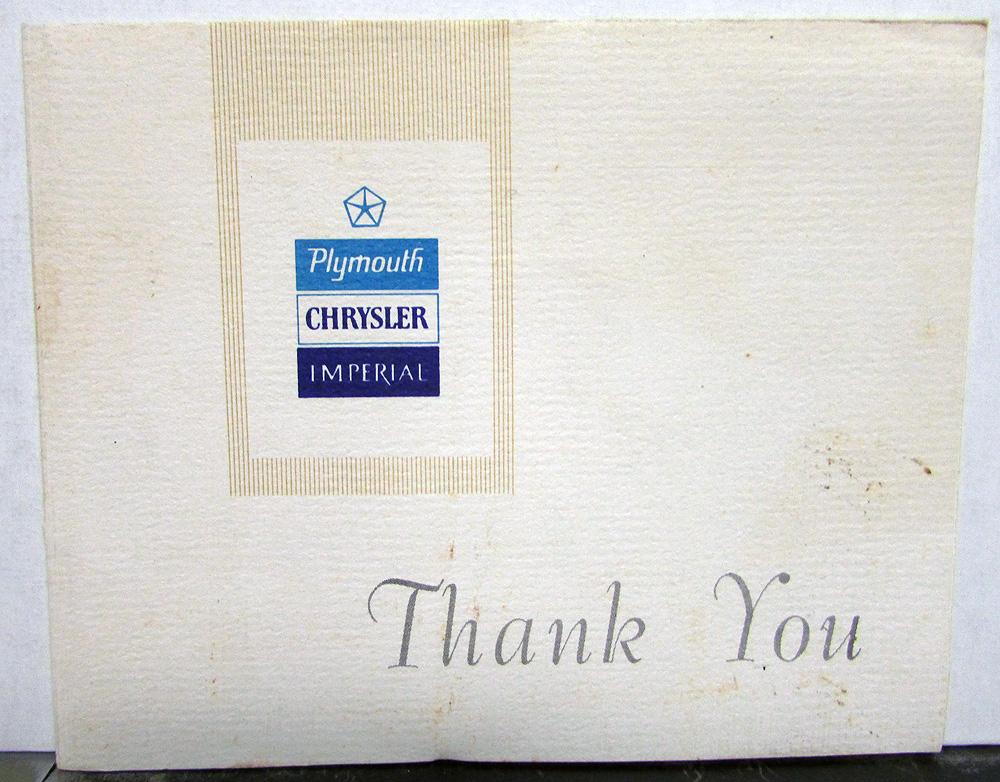 Plymouth
CHRYSLER
IMPERIAL
Thank You